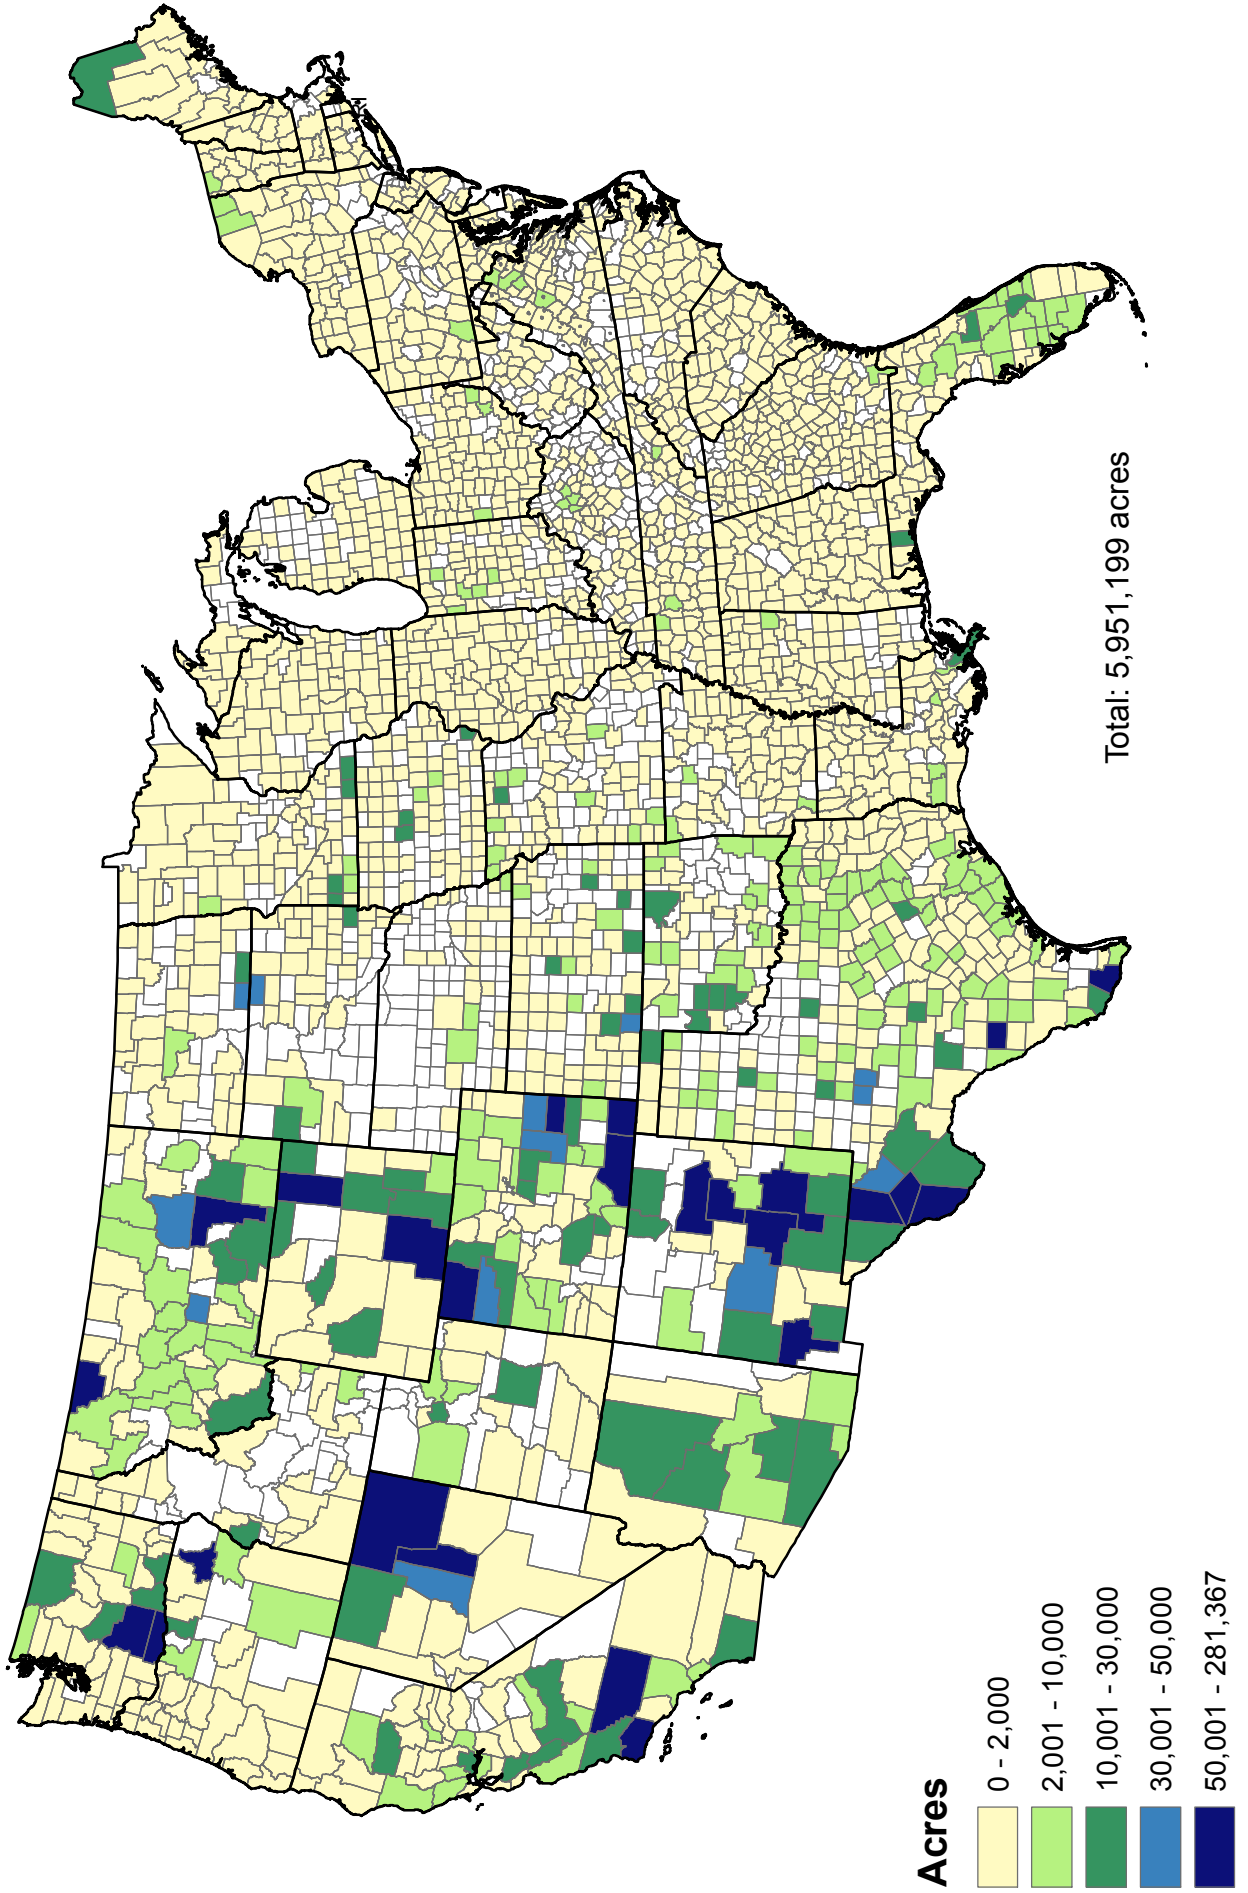 Total: 5,951,199 acres
Acres
0 - 2,000
2,001 - 10,000
10,001 - 30,000
30,001 - 50,000
50,001 - 281,367